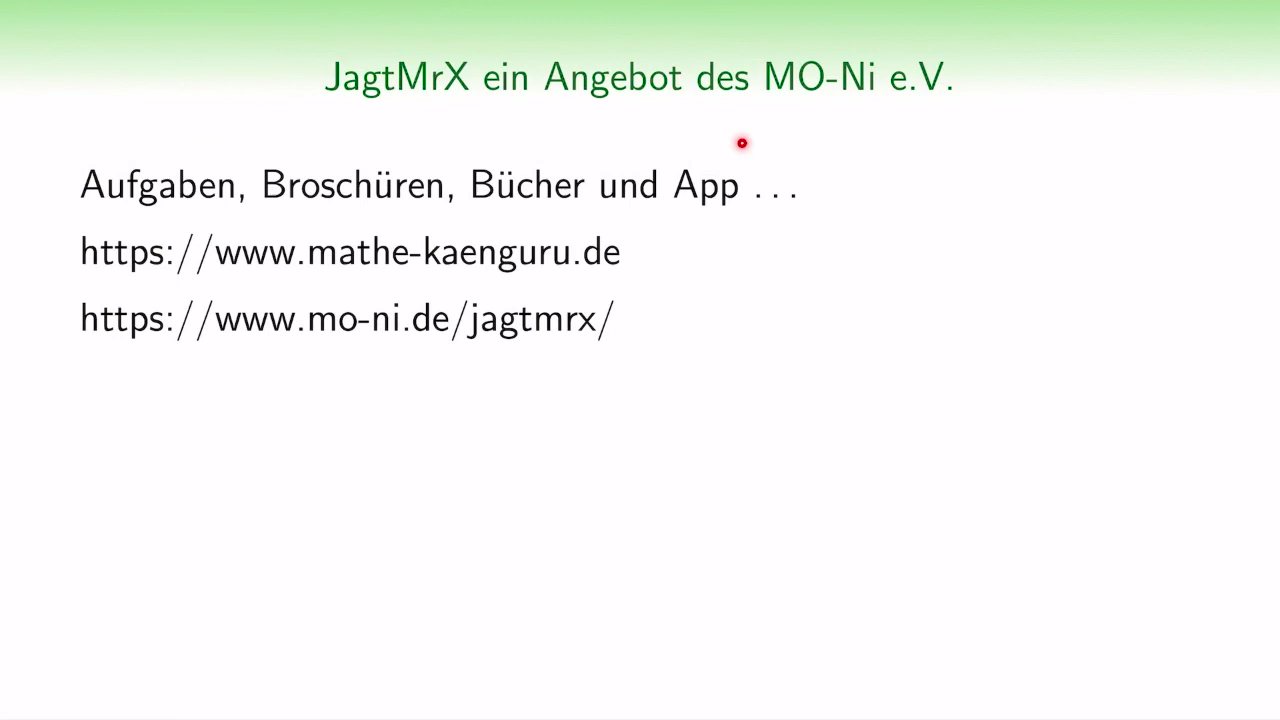 JagtMrX ein Angebot des MO-Ni e.V.
Aufgaben, Broschüren, Bücher und App ...
https://www.mathe-kaenguru.de
https://www.mo-ni.de/jagtmrx/